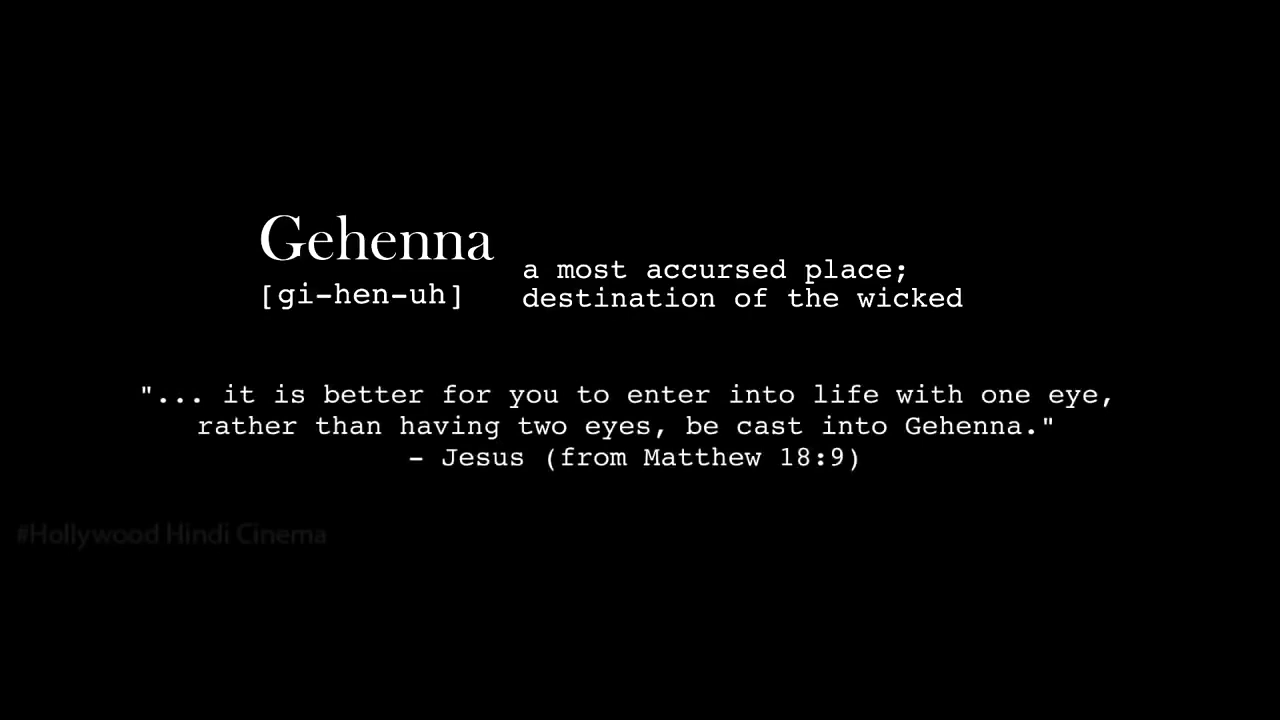 Gehenna
[gi-hen-uh]
a most accursed place;
destination of the wicked
"... it is better for you to enter into life with one eye,
rather than having two eyes, be cast into Gehenna."
- Jesus (from Matthew 18:9)
#Hollywood Hindi Cinema